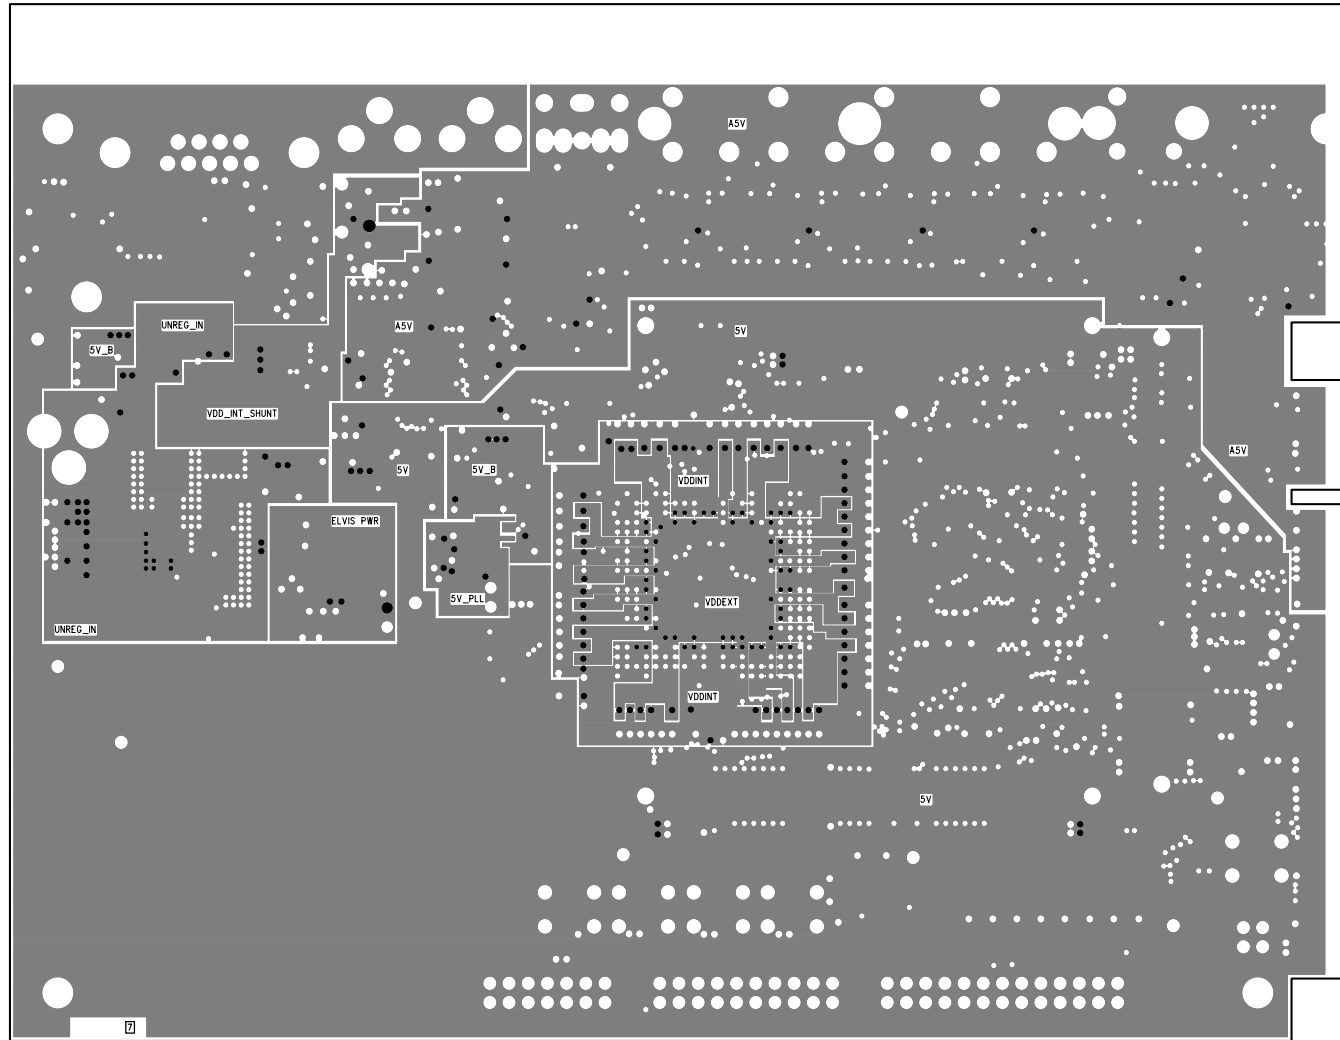 A5V
UNREG_IN
A5V
5V
5V_B
VDD_INT_SHUNT
5V
5V_B
VDDINT
A5V
ELVIS PWR
5V_PLL
VDDEXT
UNREG_IN
VDDINT
5V
7